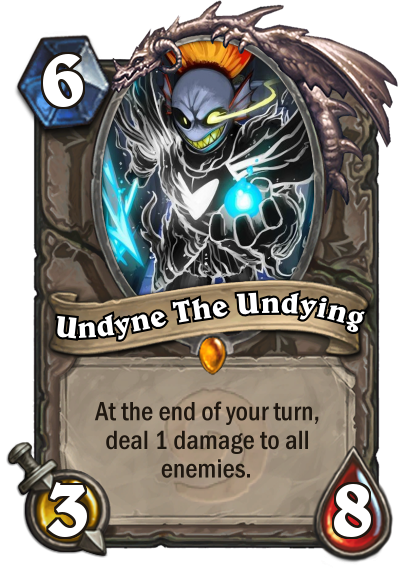 6
Undyne The Undying
At the end of your turn,
deal 1 damage to all
enemies.
3
8